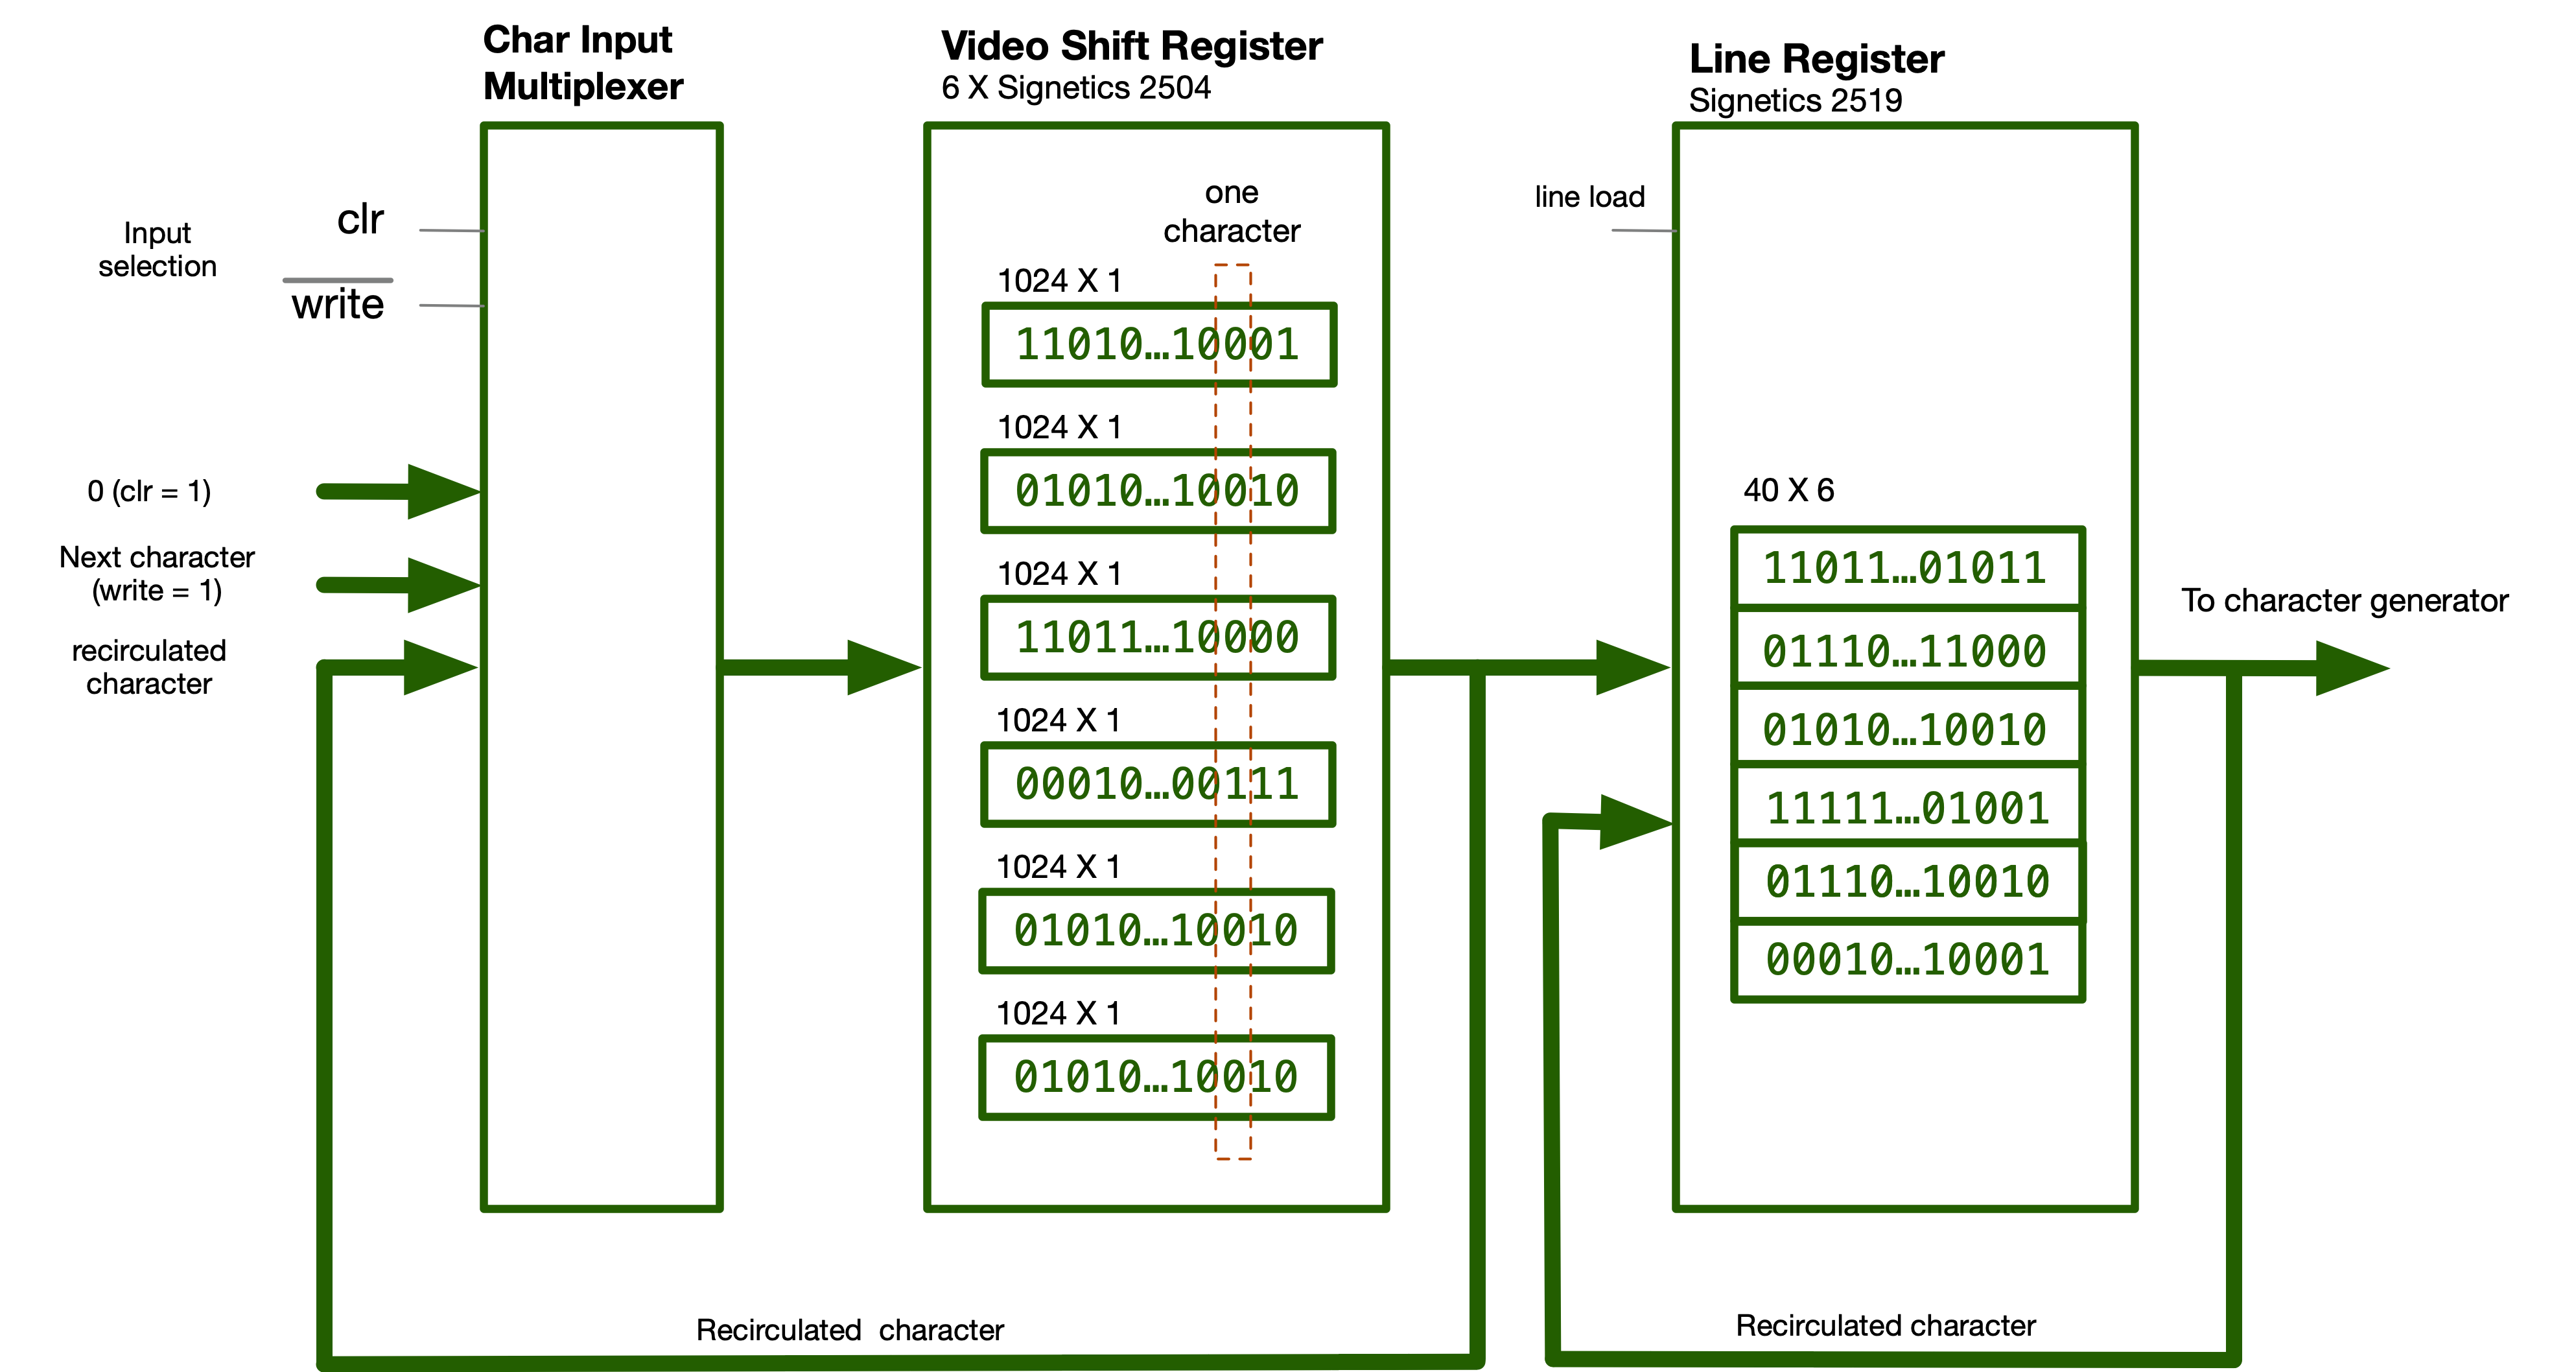 Char Input
Multiplexer
Video Shift Register
6 X Signetics 2504
Line Register
Signetics 2519
Input
selection
clr
write
0 (clr = 1)
Next character
(write = 1)
recirculated
character
one
character
1024 X 1
11010…10001
1024 X 1
01010…10010
1024 X 1
11011…10000
1024 X 1
00010…00111
1024 X 1
01010…10010
1024 X 1
01010…10010
line load
40 X 6
11011…01011
01110…11000
01010…10010
11111…01001
01110…10010
00010…10001
To character generator
Recirculated character
Recirculated character